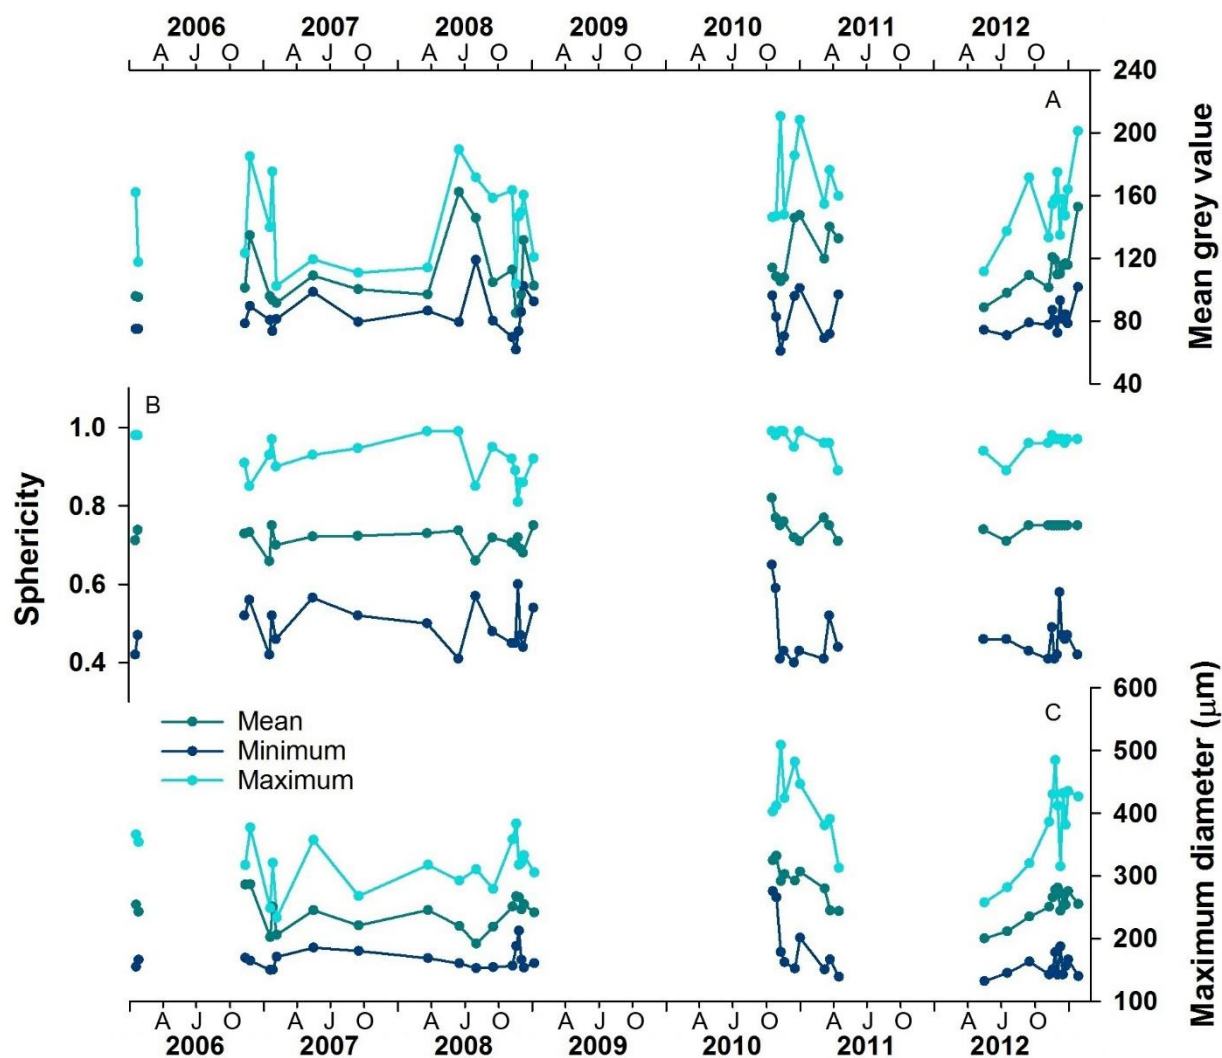 2006 2007 2008 2009 2010 2011 2012
A J O A J O A J O A J O A J O A J O A J O
A
240
200
160
120
80
40
Mean grey value
B
1.0
0.8
0.6
0.4
Sphericity
C
600
500
400
300
200
100
Maximum diameter (μm)
Mean
Minimum
Maximum
A J O A J O A J O A J O A J O A J O A J O
2006 2007 2008 2009 2010 2011 2012